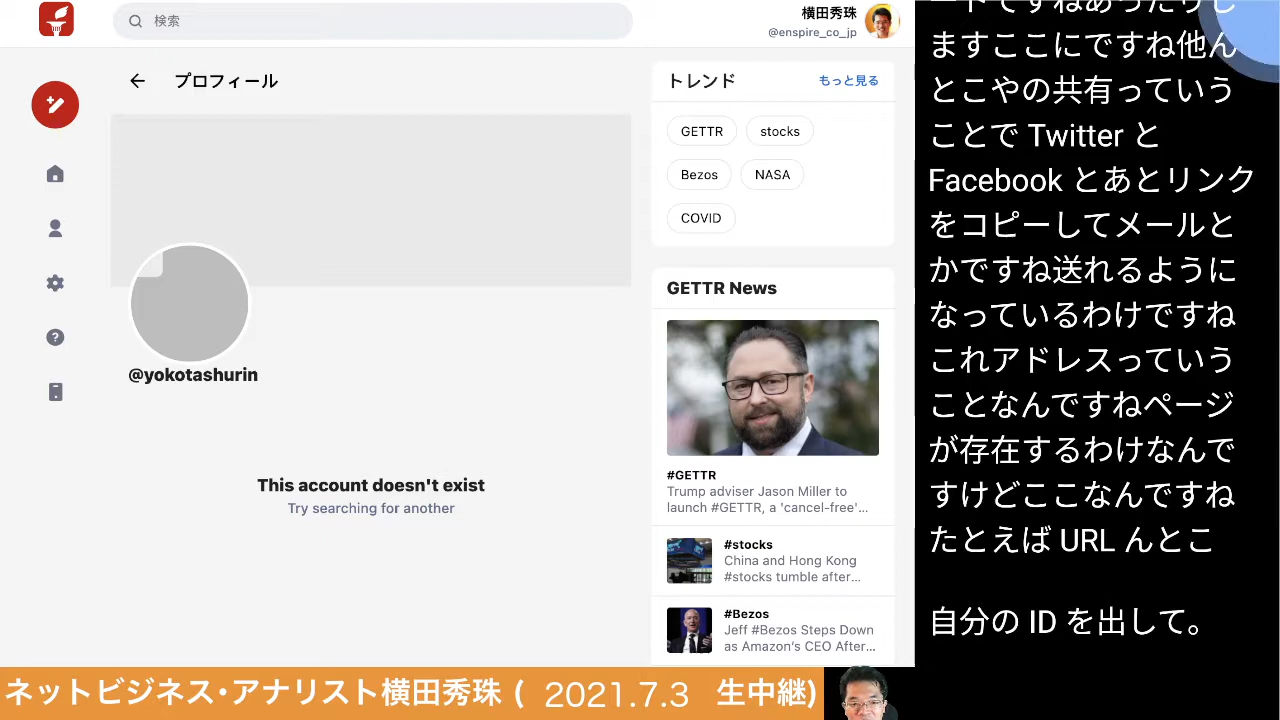 検索
横田秀珠
@enspire_co_jp
プロフィール
@yokotashurin
This account doesn't exist
Try searching for another
トレンド
もっと見る
GETTR
stocks
Bezos
NASA
COVID
GETTR News
#GETTR
Trump adviser Jason Miller to
launch #GETTR, a 'cancel-free'...
#stocks
China and Hong Kong
#stocks tumble after...
#Bezos
Jeff #Bezos Steps Down
as Amazon's CEO After...
ードですねあったりし
ますここにですね他ん
とこやの共有っていう
ことで Twitter と
Facebook とあとリンク
をコピーしてメールと
かですね送れるように
なっているわけですね
これアドレスっていう
ことなんですねページ
が存在するわけなんで
すけどここなんですね
たとえば URL んとこ
自分の ID を出して。
ネットビジネス・アナリスト横田秀珠 ( 2021.7.3 生中継)